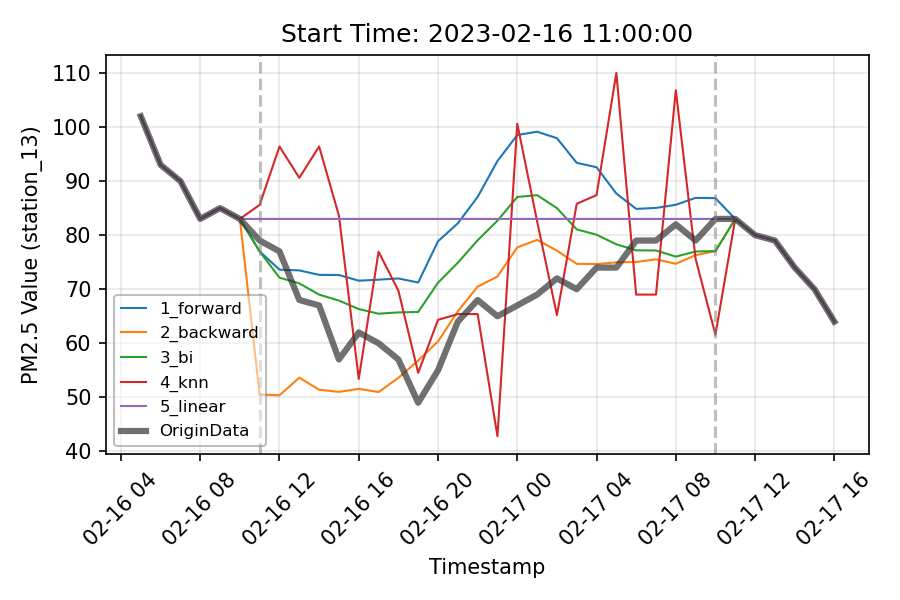 Start Time: 2023-02-16 11:00:00
PM2.5 Value (station_13)
110
100
90
80
70
60
50
40
1_forward
2_backward
3_bi
4_knn
5_linear
OriginData
02-16 04
02-16 08
02-16 12
02-16 16
02-16 20
02-17 00
02-17 04
02-17 08
02-17 12
02-17 16
Timestamp